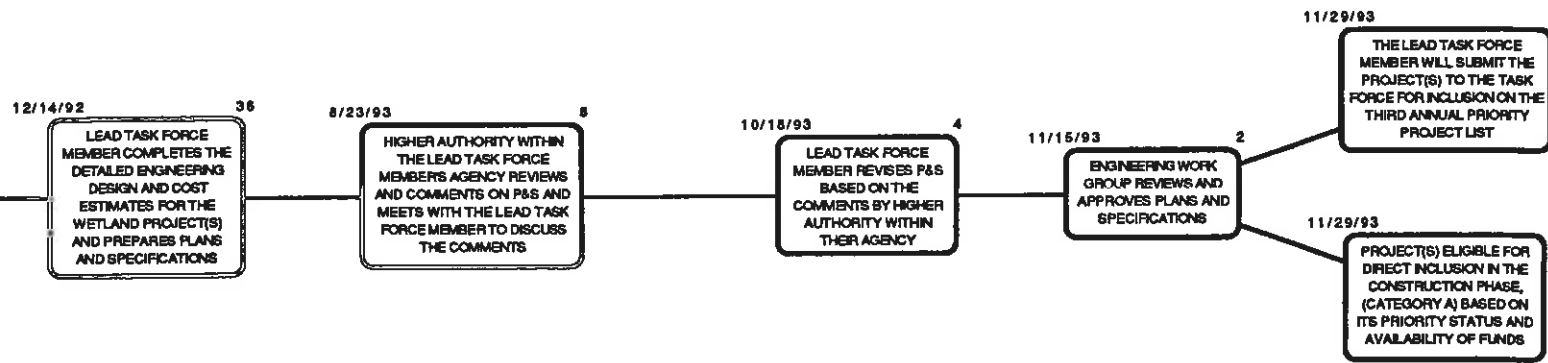 12/14/92 36
LEAD TASK FORCE
MEMBER COMPLETES THE
DETAILED ENGINEERING
DESIGN AND COST
ESTIMATES FOR THE
WETLAND PROJECT(S)
AND PREPARES PLANS
AND SPECIFICATIONS
8/23/93 8
HIGHER AUTHORITY WITHIN
THE LEAD TASK FORCE
MEMBERS AGENCY REVIEWS
AND COMMENTS ON P&S AND
MEETS WITH THE LEAD TASK
FORCE MEMBER TO DISCUSS
THE COMMENTS
10/18/93 4
LEAD TASK FORCE
MEMBER REVISES P&S
BASED ON THE
COMMENTS BY HIGHER
AUTHORITY WITHIN
THEIR AGENCY
11/15/93 2
ENGINEERING WORK
GROUP REVIEWS AND
APPROVES PLANS AND
SPECIFICATIONS
11/29/93
THE LEAD TASK FORCE
MEMBER WILL SUBMIT THE
PROJECT(S) TO THE TASK
FORCE FOR INCLUSION ON THE
THIRD ANNUAL PRIORITY
PROJECT LIST
11/29/93
PROJECT(S) ELIGIBLE FOR
DIRECT INCLUSION IN THE
CONSTRUCTION PHASE,
(CATEGORY A) BASED ON
ITS PRIORITY STATUS AND
AVAILABILITY OF FUNDS